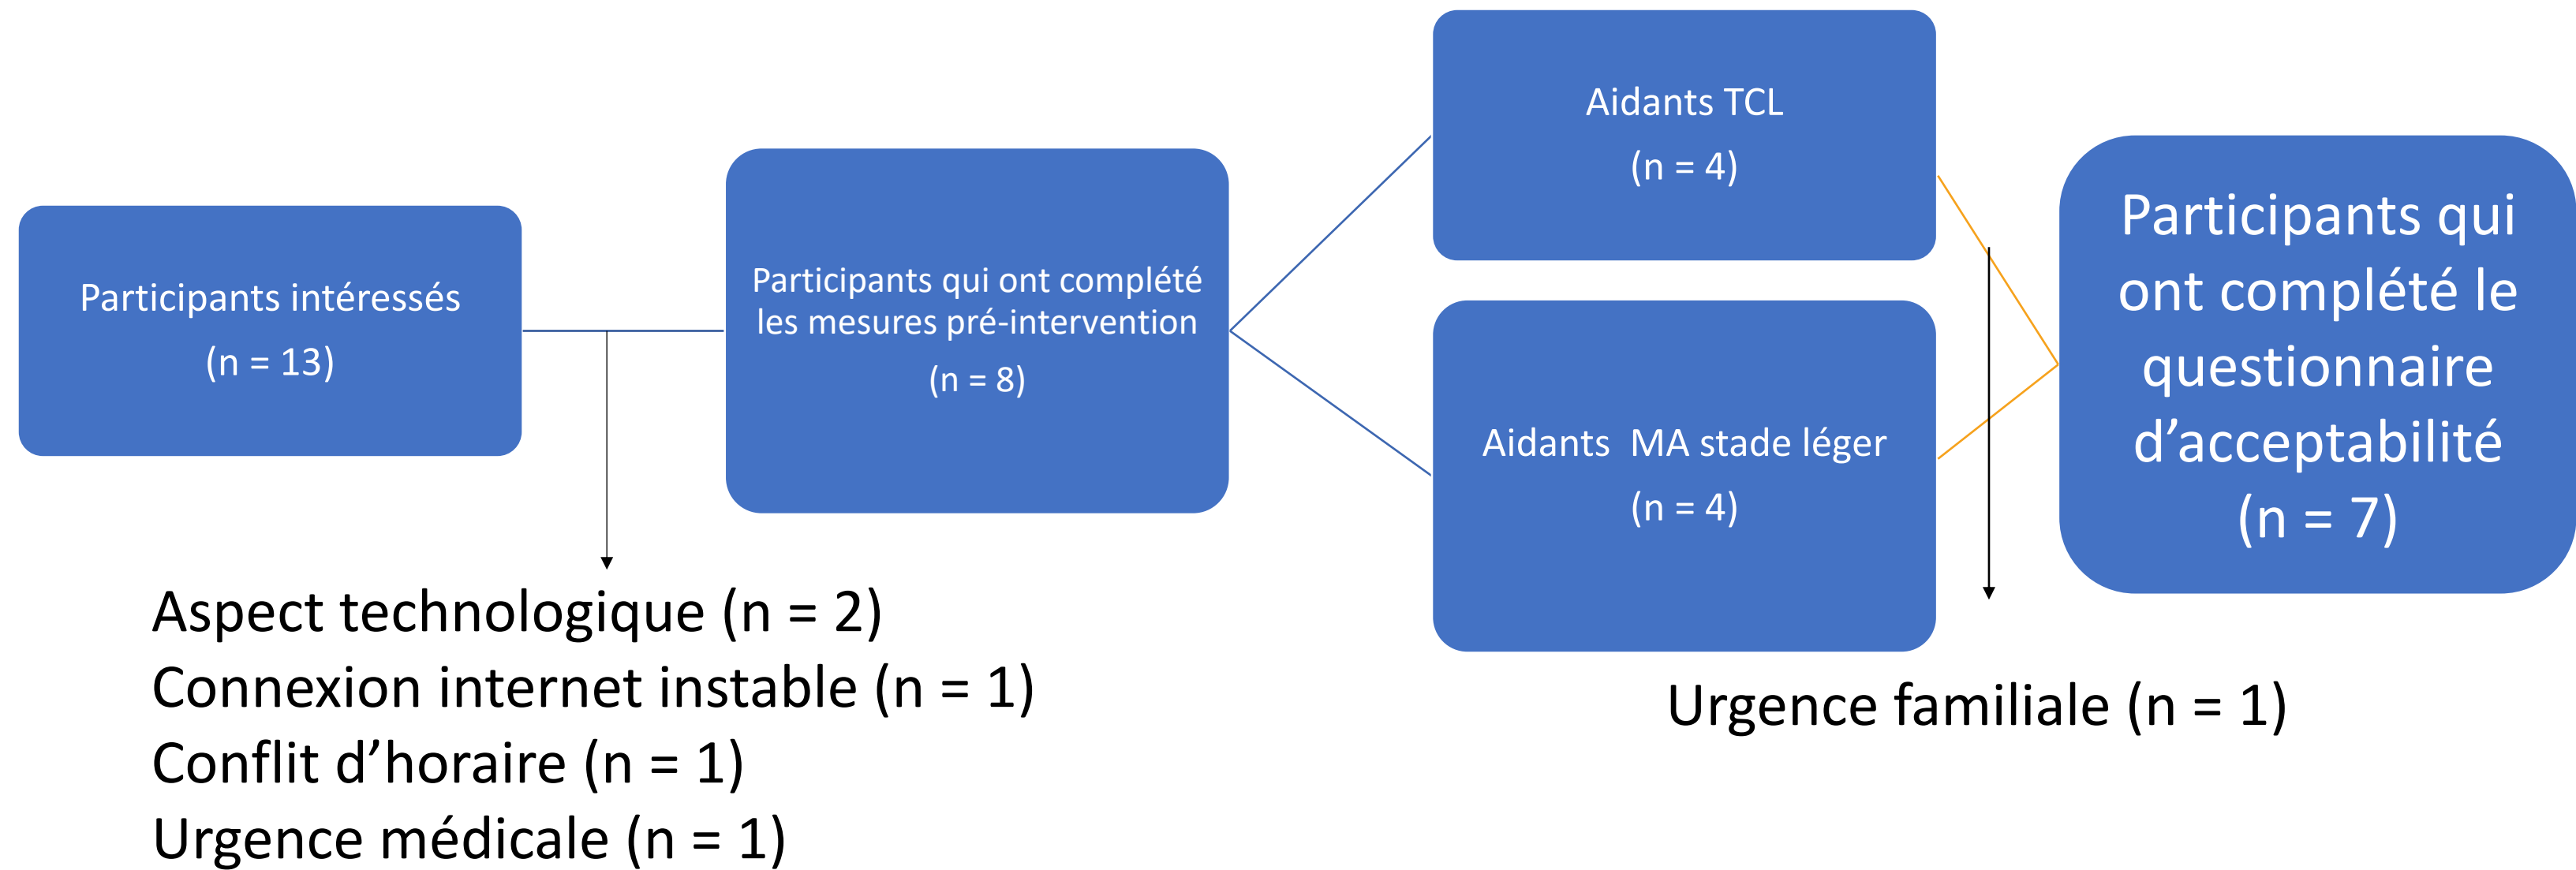 Participants intéressés
(n = 13)
Participants qui ont complété
les mesures pré-intervention
(n = 8)
Aidants TCL
(n = 4)
Aidants  MA stade léger
(n = 4)
Participants qui
ont complété le
questionnaire
d’acceptabilité
(n = 7)
Aspect technologique (n = 2)
Connexion internet instable (n = 1)
Conflit d’horaire (n = 1)
Urgence médicale (n = 1)
Urgence familiale (n = 1)